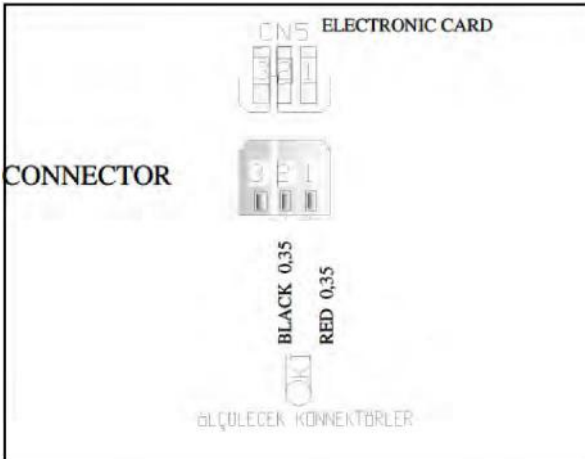 CN5 ELECTRONIC CARD
3 2 1
CONNECTOR
3 2 1
BLACK 0,35
RED 0,35
ÖLÇÜLECEK KONNEKTÖRLER